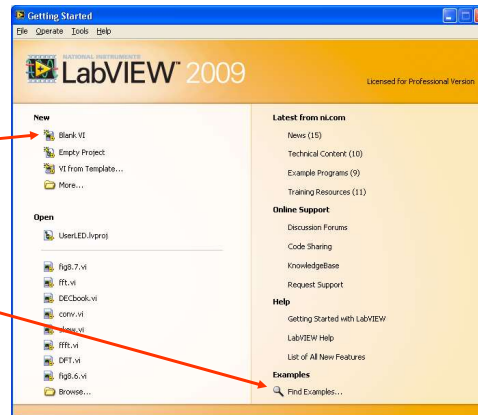 Getting Started
File Operate Tools Help
NATIONAL INSTRUMENTS
LabVIEW™ 2009
Licensed for Professional Version
New
Blank VI
Empty Project
VI from Template...
More...
Open
UserLED.lvproj
fig8.7.vi
fft.vi
DECbook.vi
conv.vi
skew.vi
ffft.vi
DFT.vi
fig8.6.vi
Browse...
Latest from ni.com
News (15)
Technical Content (10)
Example Programs (9)
Training Resources (11)
Online Support
Discussion Forums
Code Sharing
KnowledgeBase
Request Support
Help
Getting Started with LabVIEW
LabVIEW Help
List of All New Features
Examples
Find Examples...